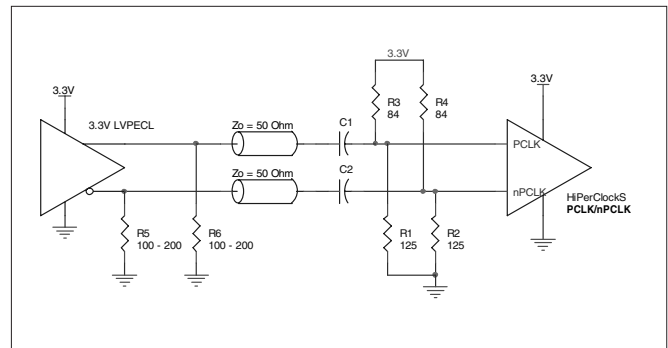 3.3V
3.3V
3.3V
3.3V LVPECL
Zo = 50 Ohm
C1
R3
84
R4
84
PCLK
Zo = 50 Ohm
C2
nPCLK
HiPerClockS
PCLK/nPCLK
R5
100 - 200
R6
100 - 200
R1
125
R2
125